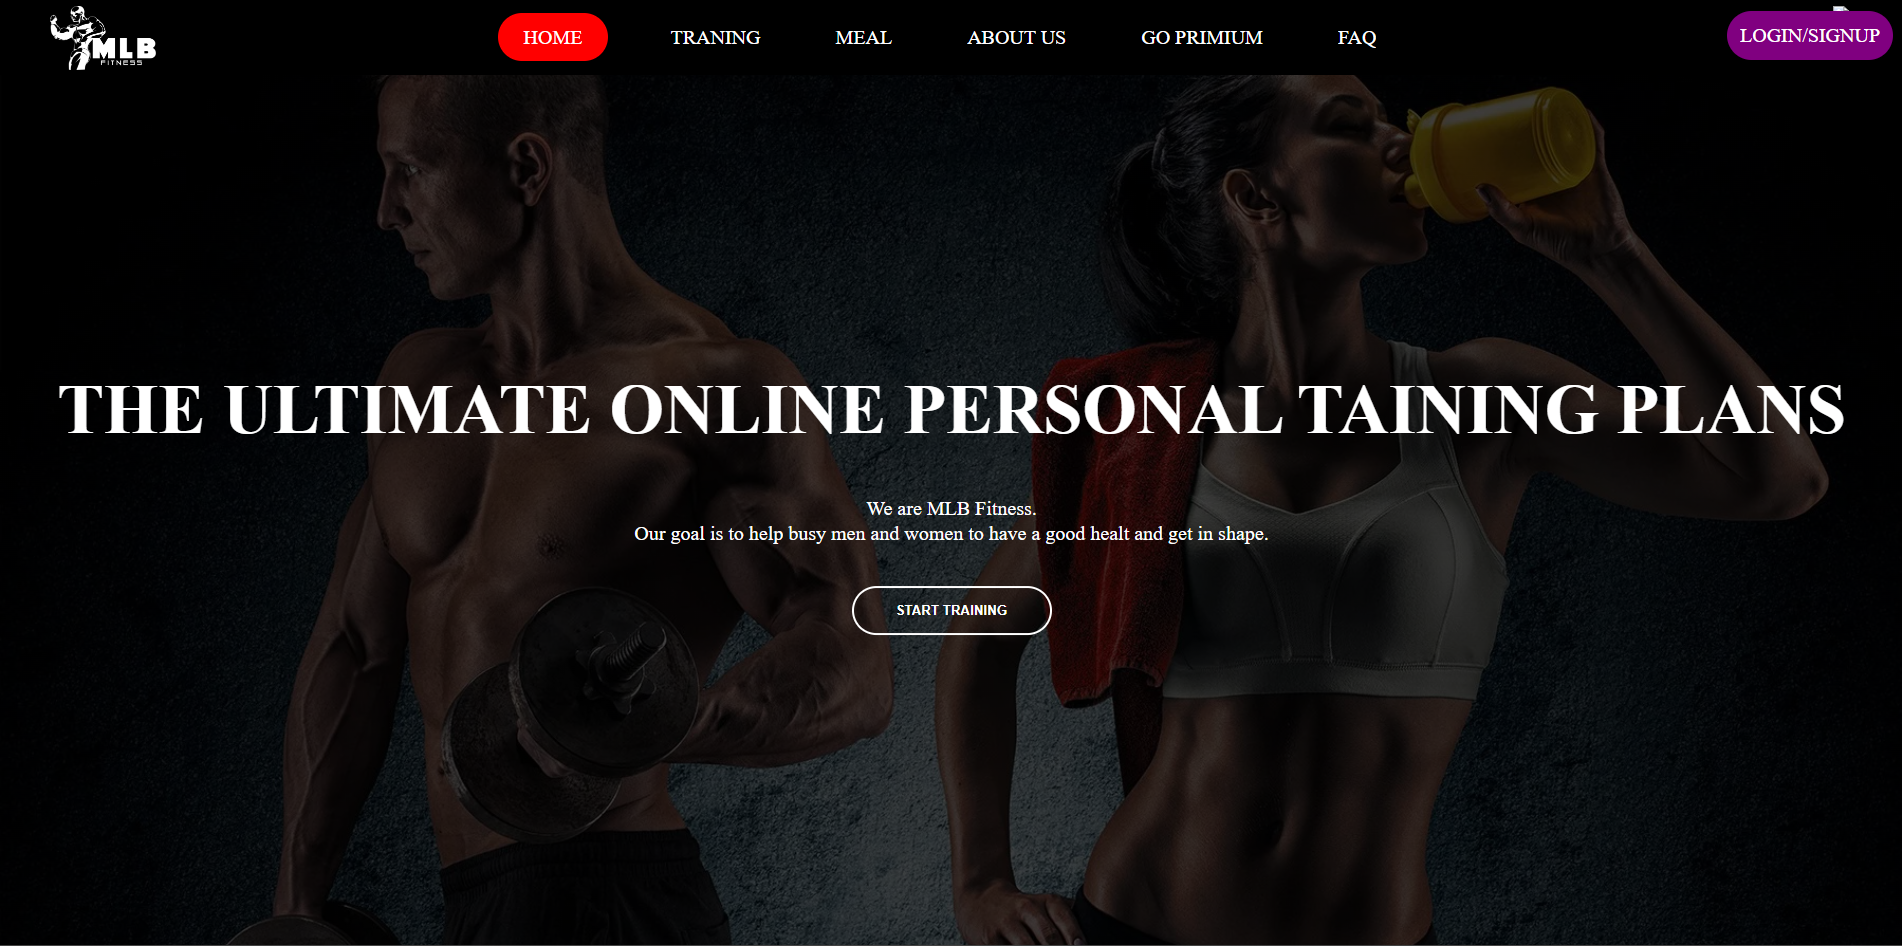 MLB
FITNESS
HOME
TRANING
MEAL
ABOUT US
GO PRIMIUM
FAQ
LOGIN/SIGNUP
THE ULTIMATE ONLINE PERSONAL TAINING PLANS
We are MLB Fitness.
Our goal is to help busy men and women to have a good healt and get in shape.
START TRAINING